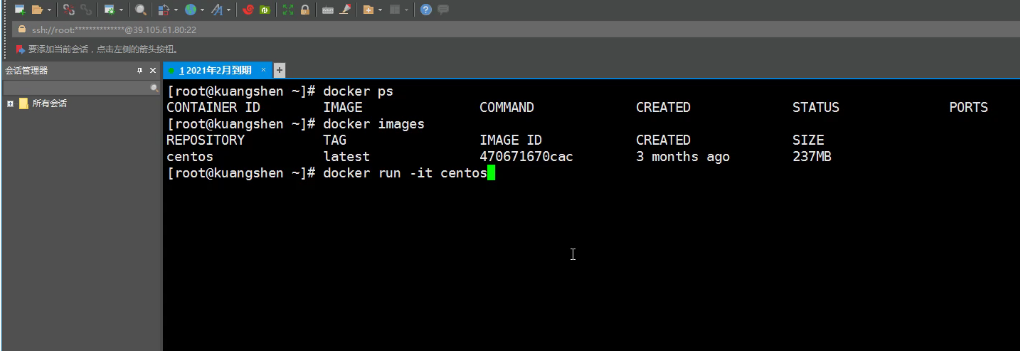 ssh://root:**************@39.105.61.80:22
要添加当前会话，点击左侧的箭头按钮。
会话管理器
1 2021年2月到期
所有会话
[root@kuangshen ~]# docker ps
CONTAINER ID IMAGE COMMAND CREATED STATUS PORTS
[root@kuangshen ~]# docker images
REPOSITORY TAG IMAGE ID CREATED SIZE
centos latest 470671670cac 3 months ago 237MB
[root@kuangshen ~]# docker run -it centos